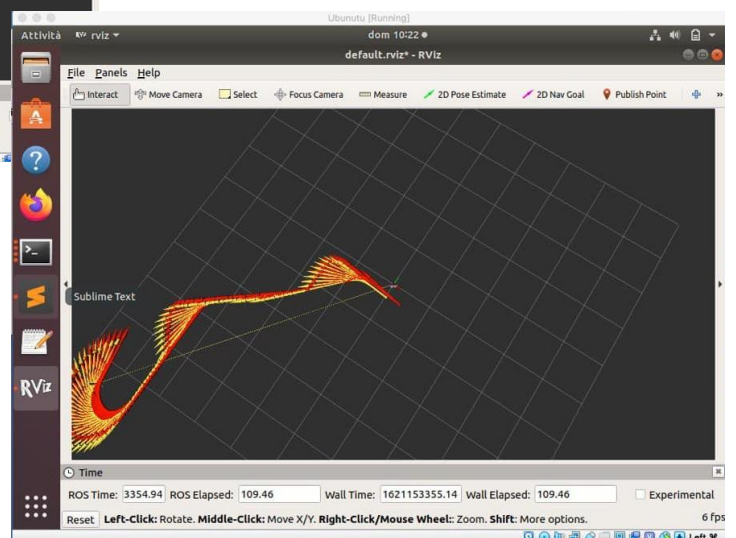 Ubunutu [Running]
Attività rviz dom 10:22
default.rviz* - RViz
File Panels Help
Interact Move Camera Select Focus Camera Measure 2D Pose Estimate 2D Nav Goal Publish Point »
Sublime Text
RViz
Time
ROS Time: 3354.94 ROS Elapsed: 109.46 Wall Time: 1621153355.14 Wall Elapsed: 109.46 Experimental
Reset Left-Click: Rotate. Middle-Click: Move X/Y. Right-Click/Mouse Wheel:: Zoom. Shift: More options. 6 fps
Left ⌘